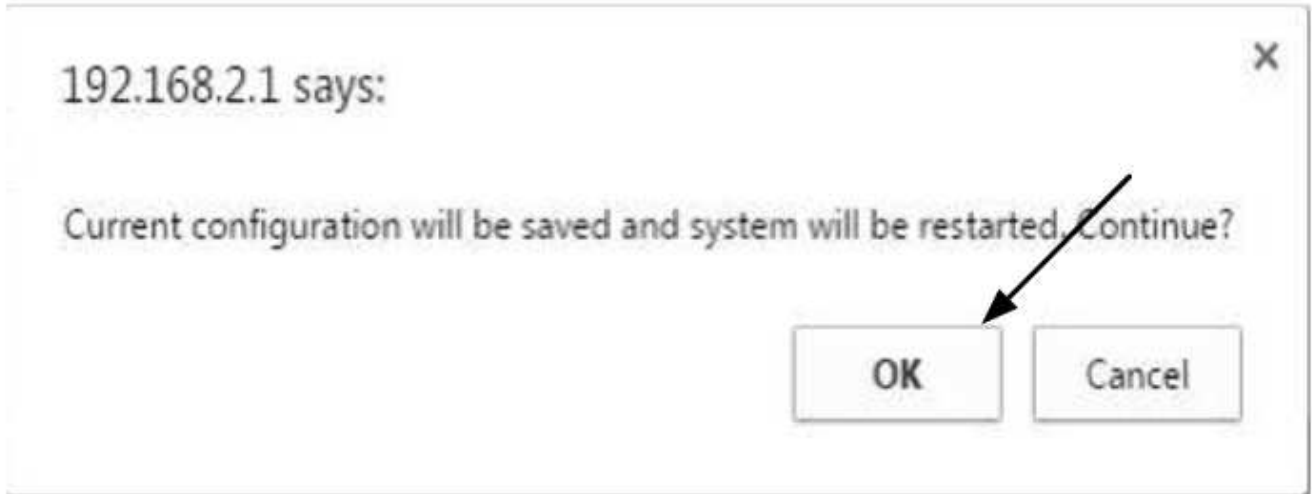 192.168.2.1 says:
Current configuration will be saved and system will be restarted. Continue?
OK
Cancel